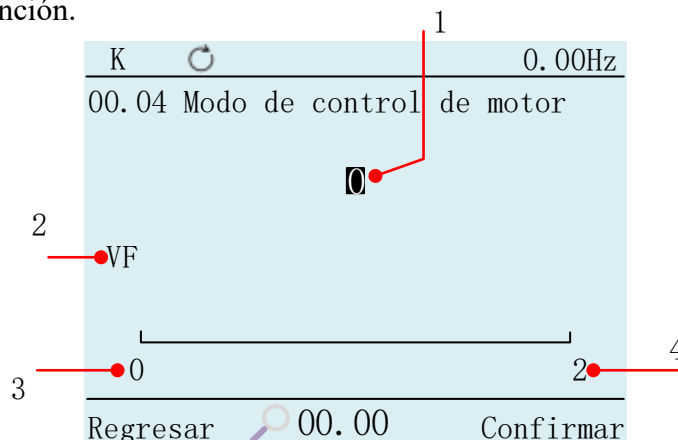 nción.
1
K 0.00Hz
00.04 Modo de control de motor
0
2
VF
0 2
3
4
Regresar 00.00 Confirmar